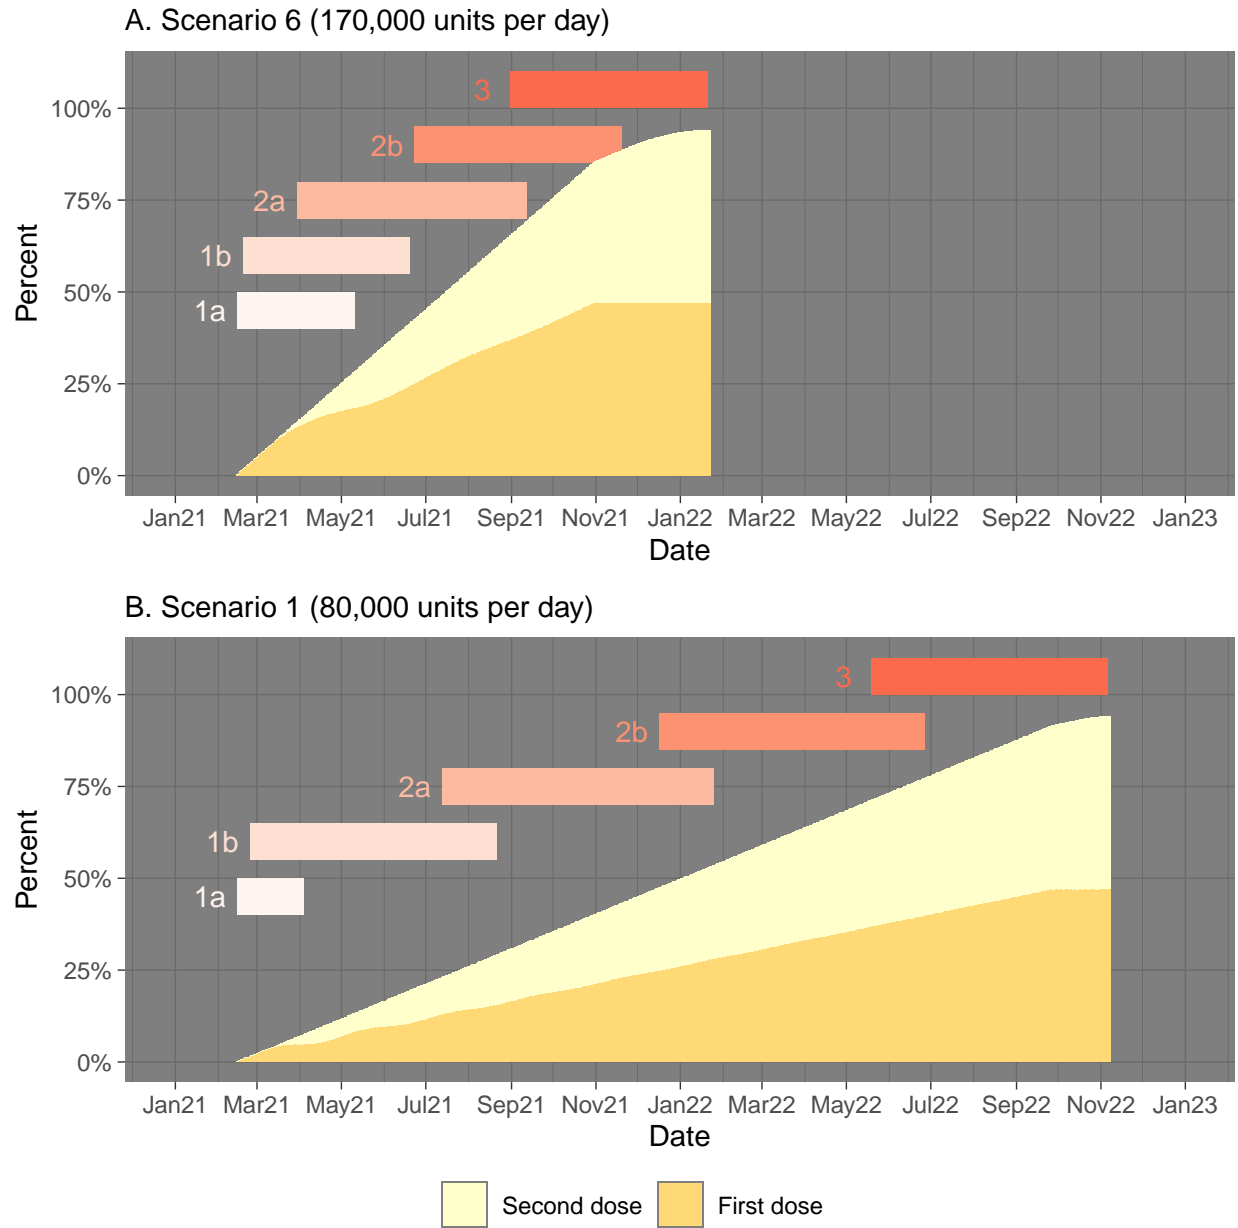 A. Scenario 6 (170,000 units per day)
3
100%
2b
75%
2a
1b
50%
1a
25%
0%
Percent
Jan21 Mar21 May21 Jul21 Sep21 Nov21 Jan22 Mar22 May22 Jul22 Sep22 Nov22 Jan23
Date
B. Scenario 1 (80,000 units per day)
3
100%
2b
75%
2a
1b
50%
1a
25%
0%
Percent
Jan21 Mar21 May21 Jul21 Sep21 Nov21 Jan22 Mar22 May22 Jul22 Sep22 Nov22 Jan23
Date
Second dose First dose